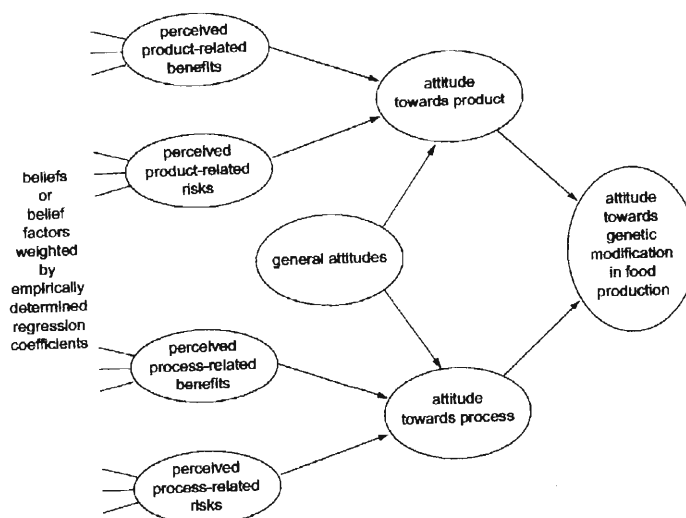 perceived
product-related
benefits
attitude
towards product
perceived
product-related
risks
beliefs
or
belief
factors
weighted
by
empirically
determined
regression
coefficients
general attitudes
attitude
towards
genetic
modification
in food
production
perceived
process-related
benefits
attitude
towards process
perceived
process-related
risks